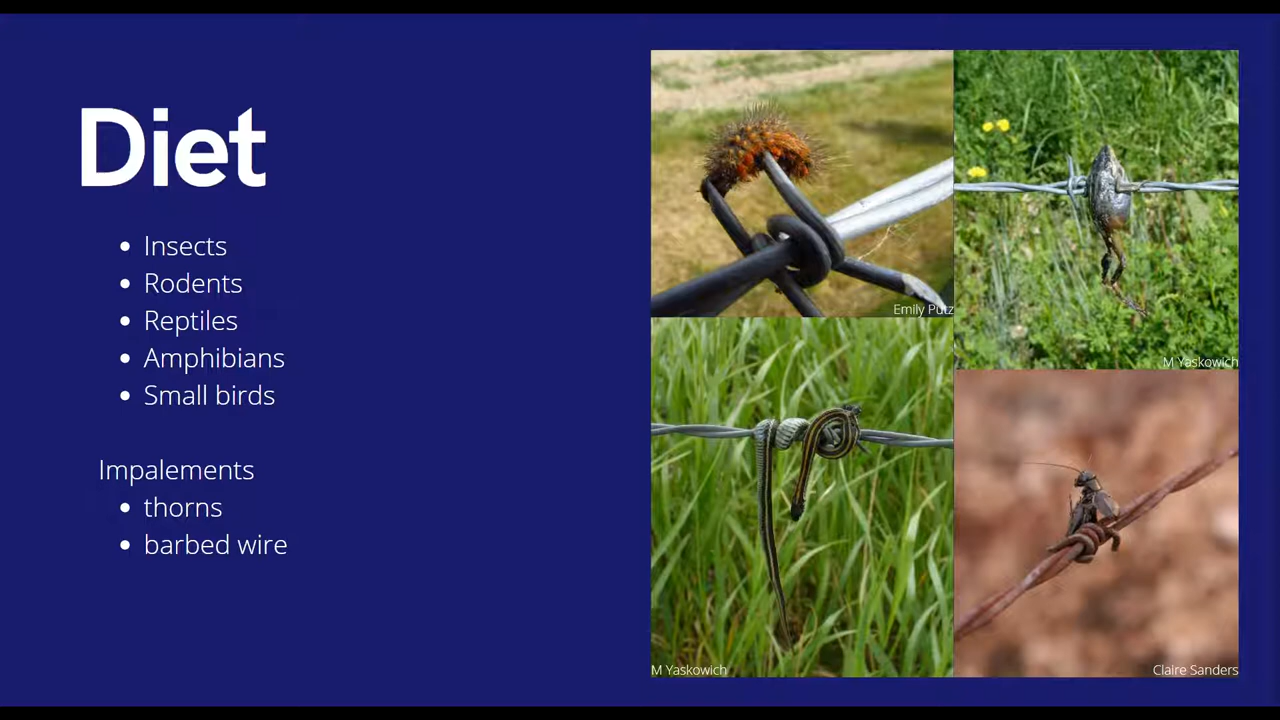 Diet
Insects
Rodents
Reptiles
Amphibians
Small birds
Impalements
thorns
barbed wire
Emily Putz
M Yaskowich
M Yaskowich
Claire Sanders